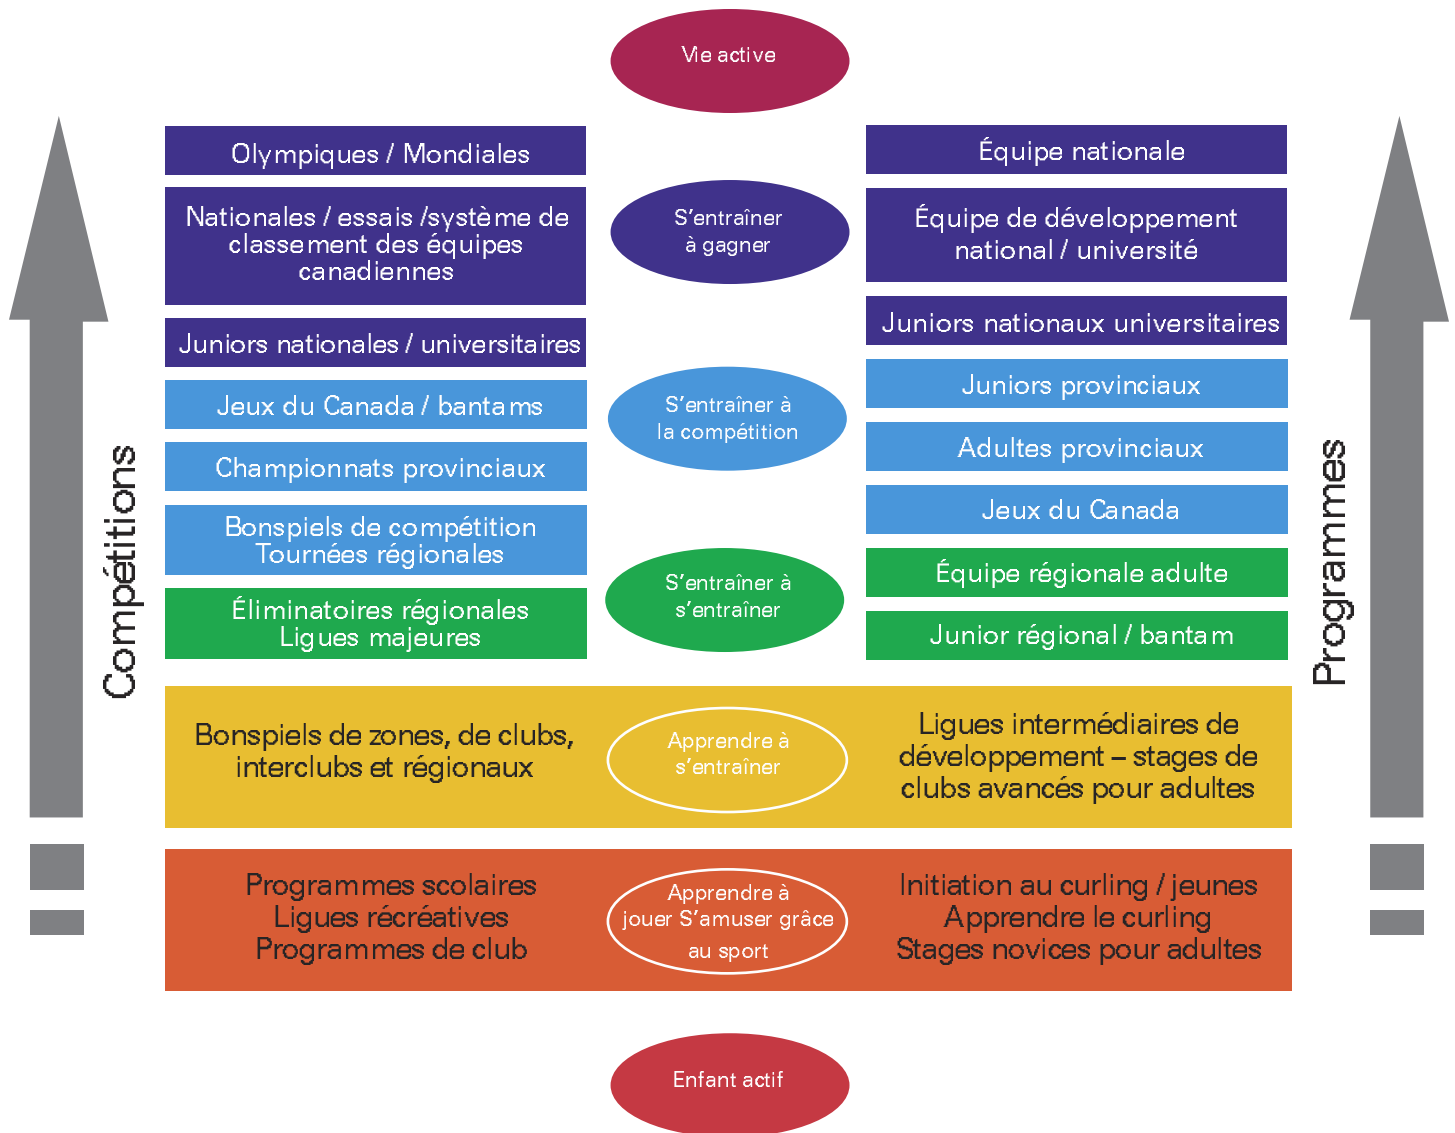 Vie active
Compétitions
Olympiques / Mondiales
Nationales / essais /système de
classement des équipes
canadiennes
Juniors nationales / universitaires
Jeux du Canada / bantams
Championnats provinciaux
Bonspiels de compétition
Tournées régionales
Éliminatoires régionales
Ligues majeures
S'entraîner
à gagner
S'entraîner à
la compétition
S'entraîner à
s'entraîner
Équipe nationale
Équipe de développement
national / université
Juniors nationaux universitaires
Juniors provinciaux
Adultes provinciaux
Jeux du Canada
Équipe régionale adulte
Junior régional / bantam
Programmes
Bonspiels de zones, de clubs,
interclubs et régionaux
Apprendre à
s'entraîner
Ligues intermédiaires de
développement – stages de
clubs avancés pour adultes
Programmes scolaires
Ligues récréatives
Programmes de club
Apprendre à
jouer S'amuser grâce
au sport
Initiation au curling / jeunes
Apprendre le curling
Stages novices pour adultes
Enfant actif